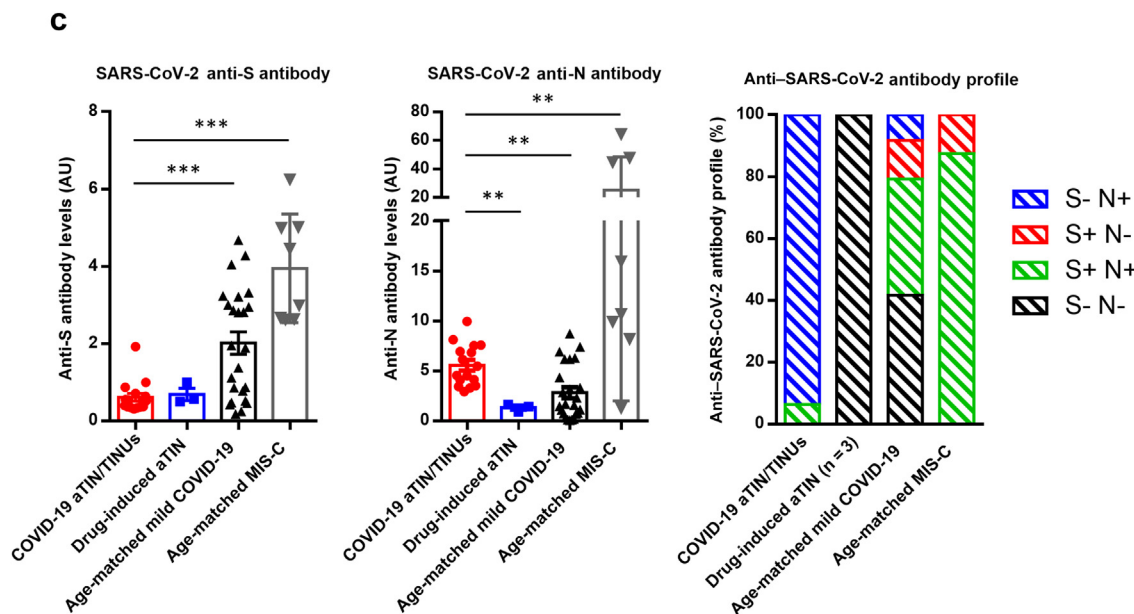 c
SARS-CoV-2 anti-S antibody
Anti-S antibody levels (AU)
8
6
4
2
0
***
***
COVID-19 aTIN/TINUs
Drug-induced aTIN
Age-matched mild COVID-19
Age-matched MIS-C
SARS-CoV-2 anti-N antibody
Anti-N antibody levels (AU)
80
60
40
20
20
15
10
5
0
**
**
**
COVID-19 aTIN/TINUs
Drug-induced aTIN
Age-matched mild COVID-19
Age-matched MIS-C
Anti–SARS-CoV-2 antibody profile
Anti–SARS-CoV-2 antibody profile (%)
100
80
60
40
20
0
COVID-19 aTIN/TINUs
Drug-induced aTIN (n = 3)
Age-matched mild COVID-19
Age-matched MIS-C
S- N+
S+ N-
S+ N+
S- N-